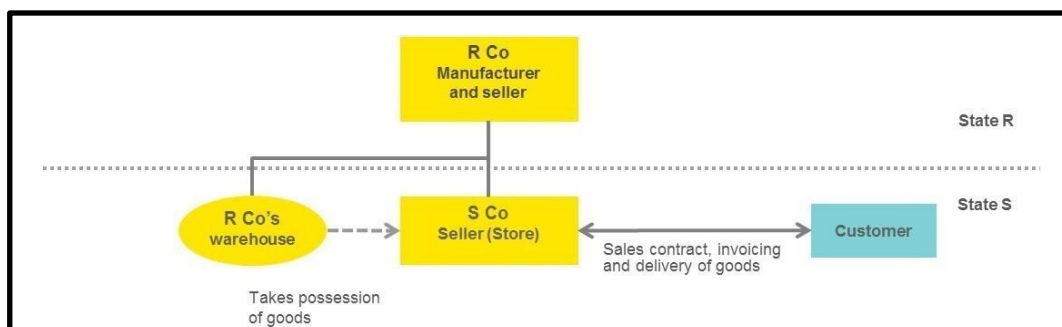 R Co
Manufacturer
and seller
State R
State S
R Co's
warehouse
S Co
Seller (Store)
Customer
Sales contract, invoicing
and delivery of goods
Takes possession
of goods